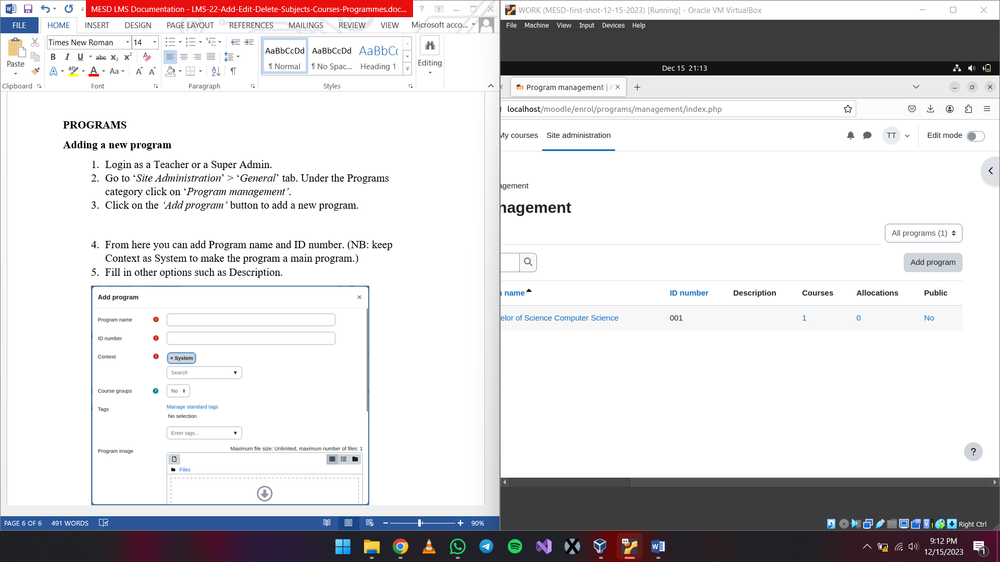 MESD LMS Documentation - LMS-22-Add-Edit-Delete-Subjects-Courses-Programmes.doc...
FILE HOME INSERT DESIGN PAGE LAYOUT REFERENCES MAILINGS REVIEW VIEW Microsoft acco...
Paste
Times New Roman 14
B I U abc X₂ X²
A ab A Aa A A
AaBbCcDd AaBbCcDd AaBbCc
¶ Normal ¶ No Spac... Heading 1
Editing
Clipboard Font Paragraph Styles
PROGRAMS
Adding a new program
1. Login as a Teacher or a Super Admin.
2. Go to ‘Site Administration’ > ‘General’ tab. Under the Programs
category click on ‘Program management’.
3. Click on the ‘Add program’ button to add a new program.
4. From here you can add Program name and ID number. (NB: keep
Context as System to make the program a main program.)
5. Fill in other options such as Description.
Add program ×
Program name
ID number
Context
× System
Search
Course groups
No
Tags
Manage standard tags
No selection
Enter tags...
Program image
Maximum file size: Unlimited, maximum number of files: 1
Files
PAGE 6 OF 6 491 WORDS 90%
WORK (MESD-first-shot-12-15-2023) [Running] - Oracle VM VirtualBox
File Machine View Input Devices Help
Dec 15 21:13
Program management | P
localhost/moodle/enrol/programs/management/index.php
My courses Site administration TT Edit mode
agement
nagement
All programs (1)
Add program
n name ID number Description Courses Allocations Public
elor of Science Computer Science 001 1 0 No
?
Right Ctrl
9:12 PM
12/15/2023
1